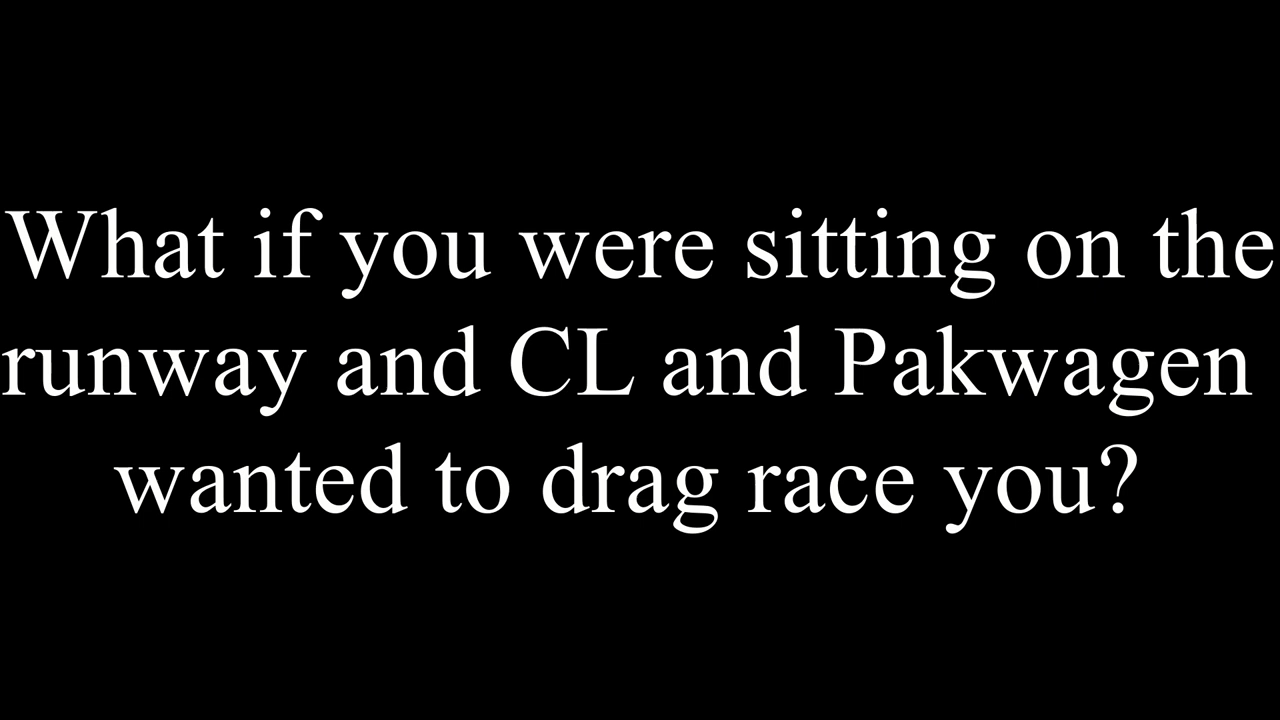 What if you were sitting on the
runway and CL and Pakwagen
wanted to drag race you?